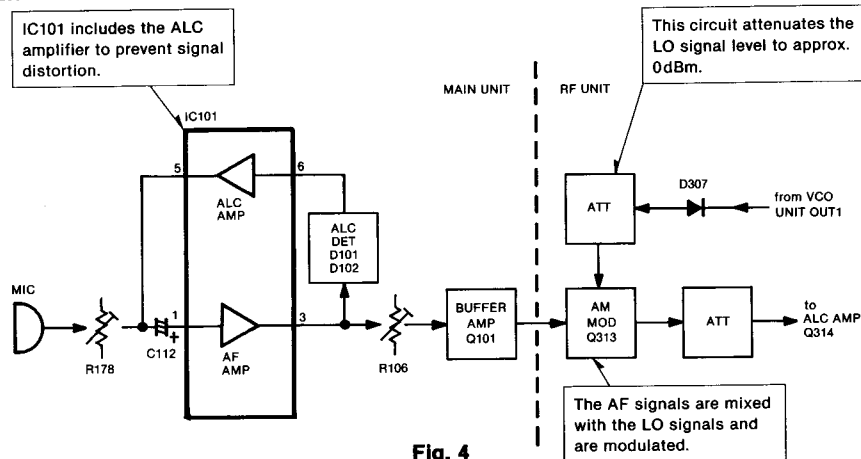 IC101 includes the ALC
amplifier to prevent signal
distortion.
This circuit attenuates the
LO signal level to approx.
0dBm.
MAIN UNIT
RF UNIT
IC101
5
6
ALC
AMP
ALC
DET
D101
D102
ATT
D307
from VCO
UNIT OUT1
MIC
R178
1
+
C112
AF
AMP
3
R106
BUFFER
AMP
Q101
AM
MOD
Q313
ATT
to
ALC AMP
Q314
The AF signals are mixed
with the LO signals and
are modulated.
Fig. 4